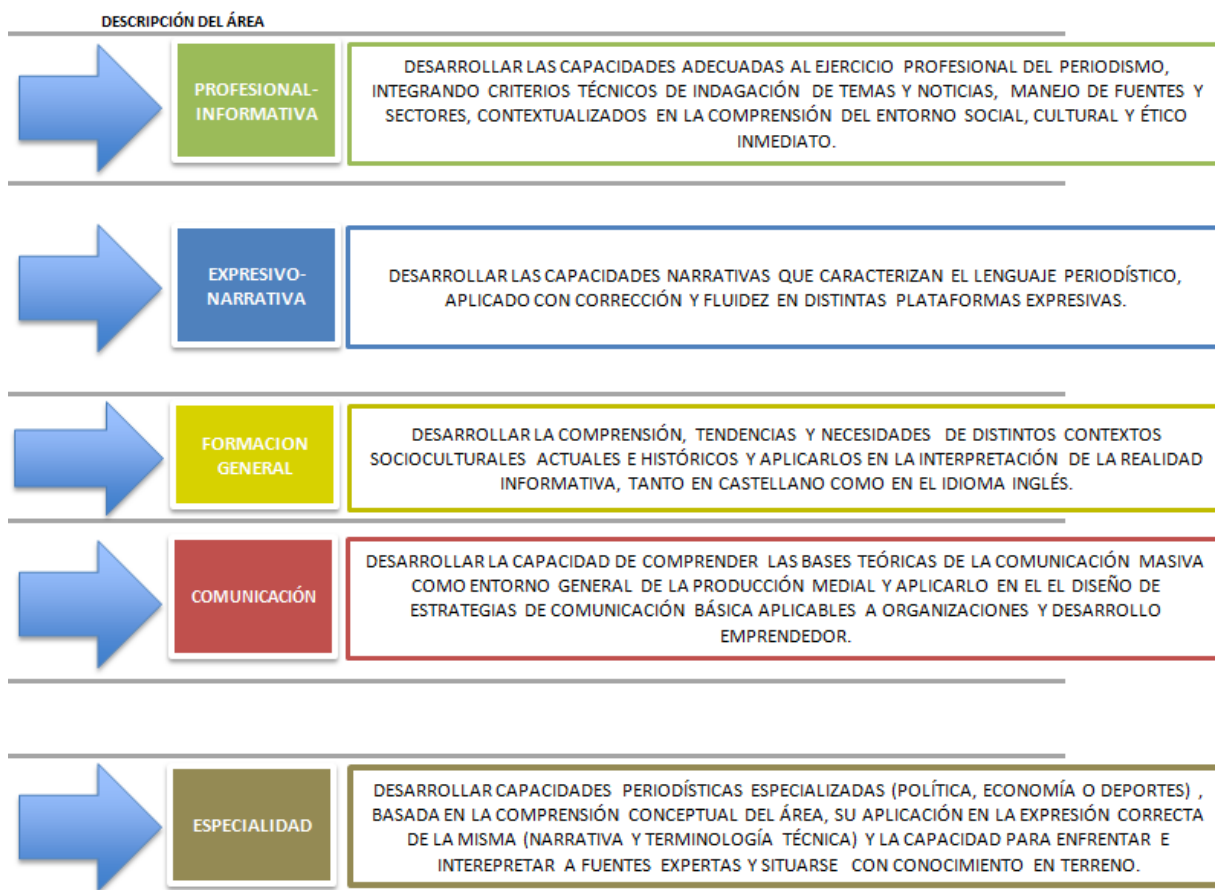 DESCRIPCIÓN DEL ÁREA
PROFESIONAL-
INFORMATIVA
DESARROLLAR LAS CAPACIDADES ADECUADAS AL EJERCICIO PROFESIONAL DEL PERIODISMO,
INTEGRANDO CRITERIOS TÉCNICOS DE INDAGACIÓN DE TEMAS Y NOTICIAS, MANEJO DE FUENTES Y
SECTORES, CONTEXTUALIZADOS EN LA COMPRENSIÓN DEL ENTORNO SOCIAL, CULTURAL Y ÉTICO
INMEDIATO.
EXPRESIVO-
NARRATIVA
DESARROLLAR LAS CAPACIDADES NARRATIVAS QUE CARACTERIZAN EL LENGUAJE PERIODÍSTICO,
APLICADO CON CORRECCIÓN Y FLUIDEZ EN DISTINTAS PLATAFORMAS EXPRESIVAS.
FORMACION
GENERAL
DESARROLLAR LA COMPRENSIÓN, TENDENCIAS Y NECESIDADES DE DISTINTOS CONTEXTOS
SOCIOCULTURALES ACTUALES E HISTÓRICOS Y APLICARLOS EN LA INTERPRETACIÓN DE LA REALIDAD
INFORMATIVA, TANTO EN CASTELLANO COMO EN EL IDIOMA INGLÉS.
COMUNICACIÓN
DESARROLLAR LA CAPACIDAD DE COMPRENDER LAS BASES TEÓRICAS DE LA COMUNICACIÓN MASIVA
COMO ENTORNO GENERAL DE LA PRODUCCIÓN MEDIAL Y APLICARLO EN EL EL DISEÑO DE
ESTRATEGIAS DE COMUNICACIÓN BÁSICA APLICABLES A ORGANIZACIONES Y DESARROLLO
EMPRENDEDOR.
ESPECIALIDAD
DESARROLLAR CAPACIDADES PERIODÍSTICAS ESPECIALIZADAS (POLÍTICA, ECONOMÍA O DEPORTES) ,
BASADA EN LA COMPRENSIÓN CONCEPTUAL DEL ÁREA, SU APLICACIÓN EN LA EXPRESIÓN CORRECTA
DE LA MISMA (NARRATIVA Y TERMINOLOGÍA TÉCNICA) Y LA CAPACIDAD PARA ENFRENTAR E
INTEREPRETAR A FUENTES EXPERTAS Y SITUARSE CON CONOCIMIENTO EN TERRENO.